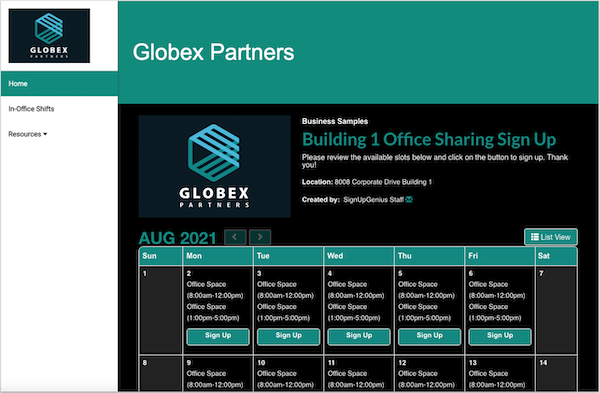 GLOBEX
PARTNERS
Globex Partners
Home
In-Office Shifts
Resources
GLOBEX
PARTNERS
Business Samples
Building 1 Office Sharing Sign Up
Please review the available slots below and click on the button to sign up. Thank
you!
Location: 8008 Corporate Drive Building 1
Created by: SignUpGenius Staff
AUG 2021
List View
Sun Mon Tue Wed Thu Fri Sat
1 2 3 4 5 6 7
Office Space Office Space Office Space Office Space Office Space
(8:00am-12:00pm) (8:00am-12:00pm) (8:00am-12:00pm) (8:00am-12:00pm) (8:00am-12:00pm)
Office Space Office Space Office Space Office Space Office Space
(1:00pm-5:00pm) (1:00pm-5:00pm) (1:00pm-5:00pm) (1:00pm-5:00pm) (1:00pm-5:00pm)
Sign Up Sign Up Sign Up Sign Up Sign Up
8 9 10 11 12 13 14
Office Space Office Space Office Space Office Space Office Space
(8:00am-12:00pm) (8:00am-12:00pm) (8:00am-12:00pm) (8:00am-12:00pm) (8:00am-12:00pm)